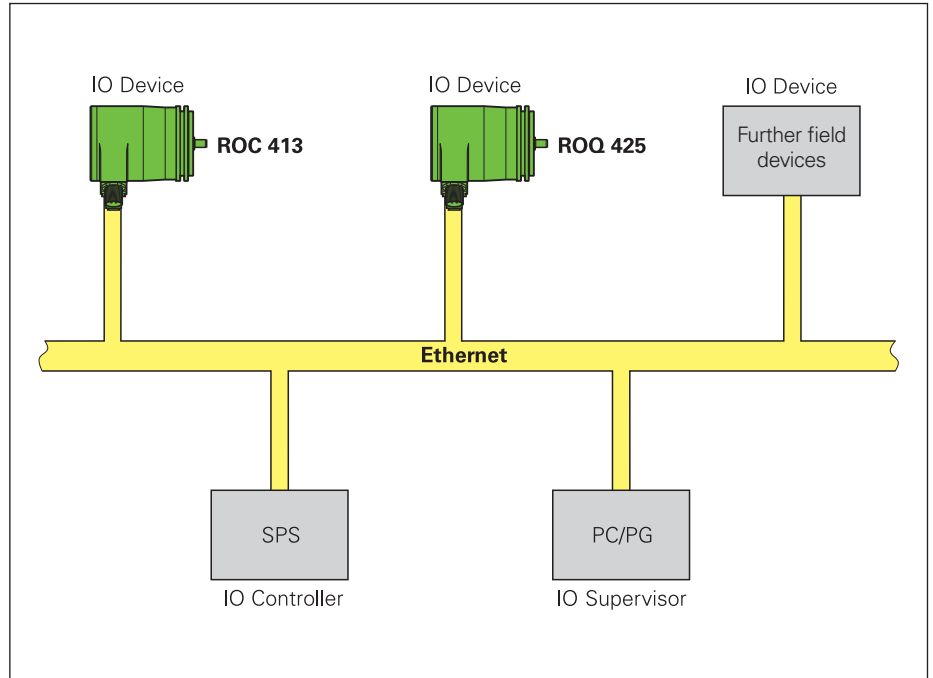 IO Device
IO Device
IO Device
ROC 413
ROQ 425
Further field
devices
Ethernet
SPS
PC/PG
IO Controller
IO Supervisor